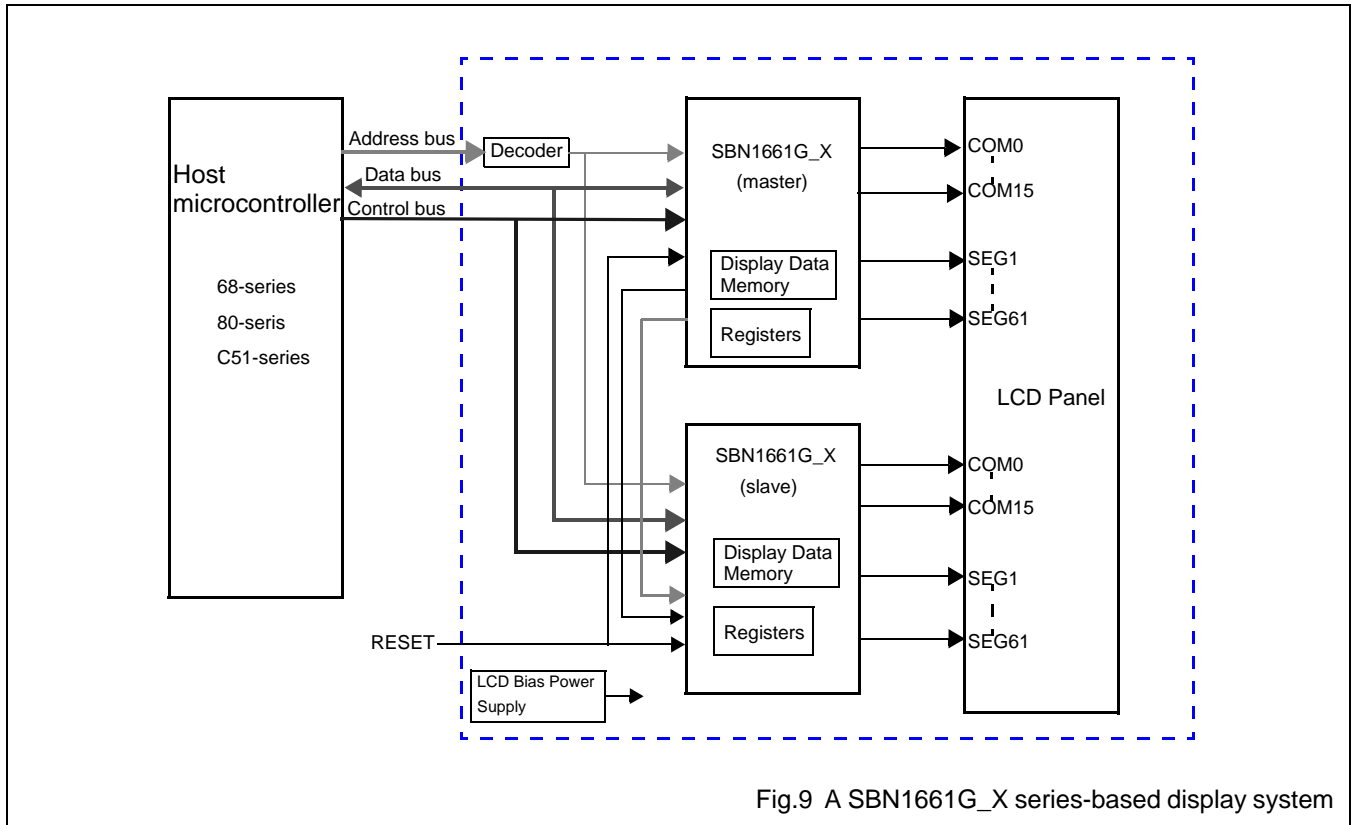 Host
microcontroller
68-series
80-seris
C51-series
Address bus
Data bus
Control bus
Decoder
RESET
LCD Bias Power
Supply
SBN1661G_X
(master)
Display Data
Memory
Registers
SBN1661G_X
(slave)
Display Data
Memory
Registers
COM0
COM15
SEG1
SEG61
LCD Panel
COM0
COM15
SEG1
SEG61
Fig.9 A SBN1661G_X series-based display system